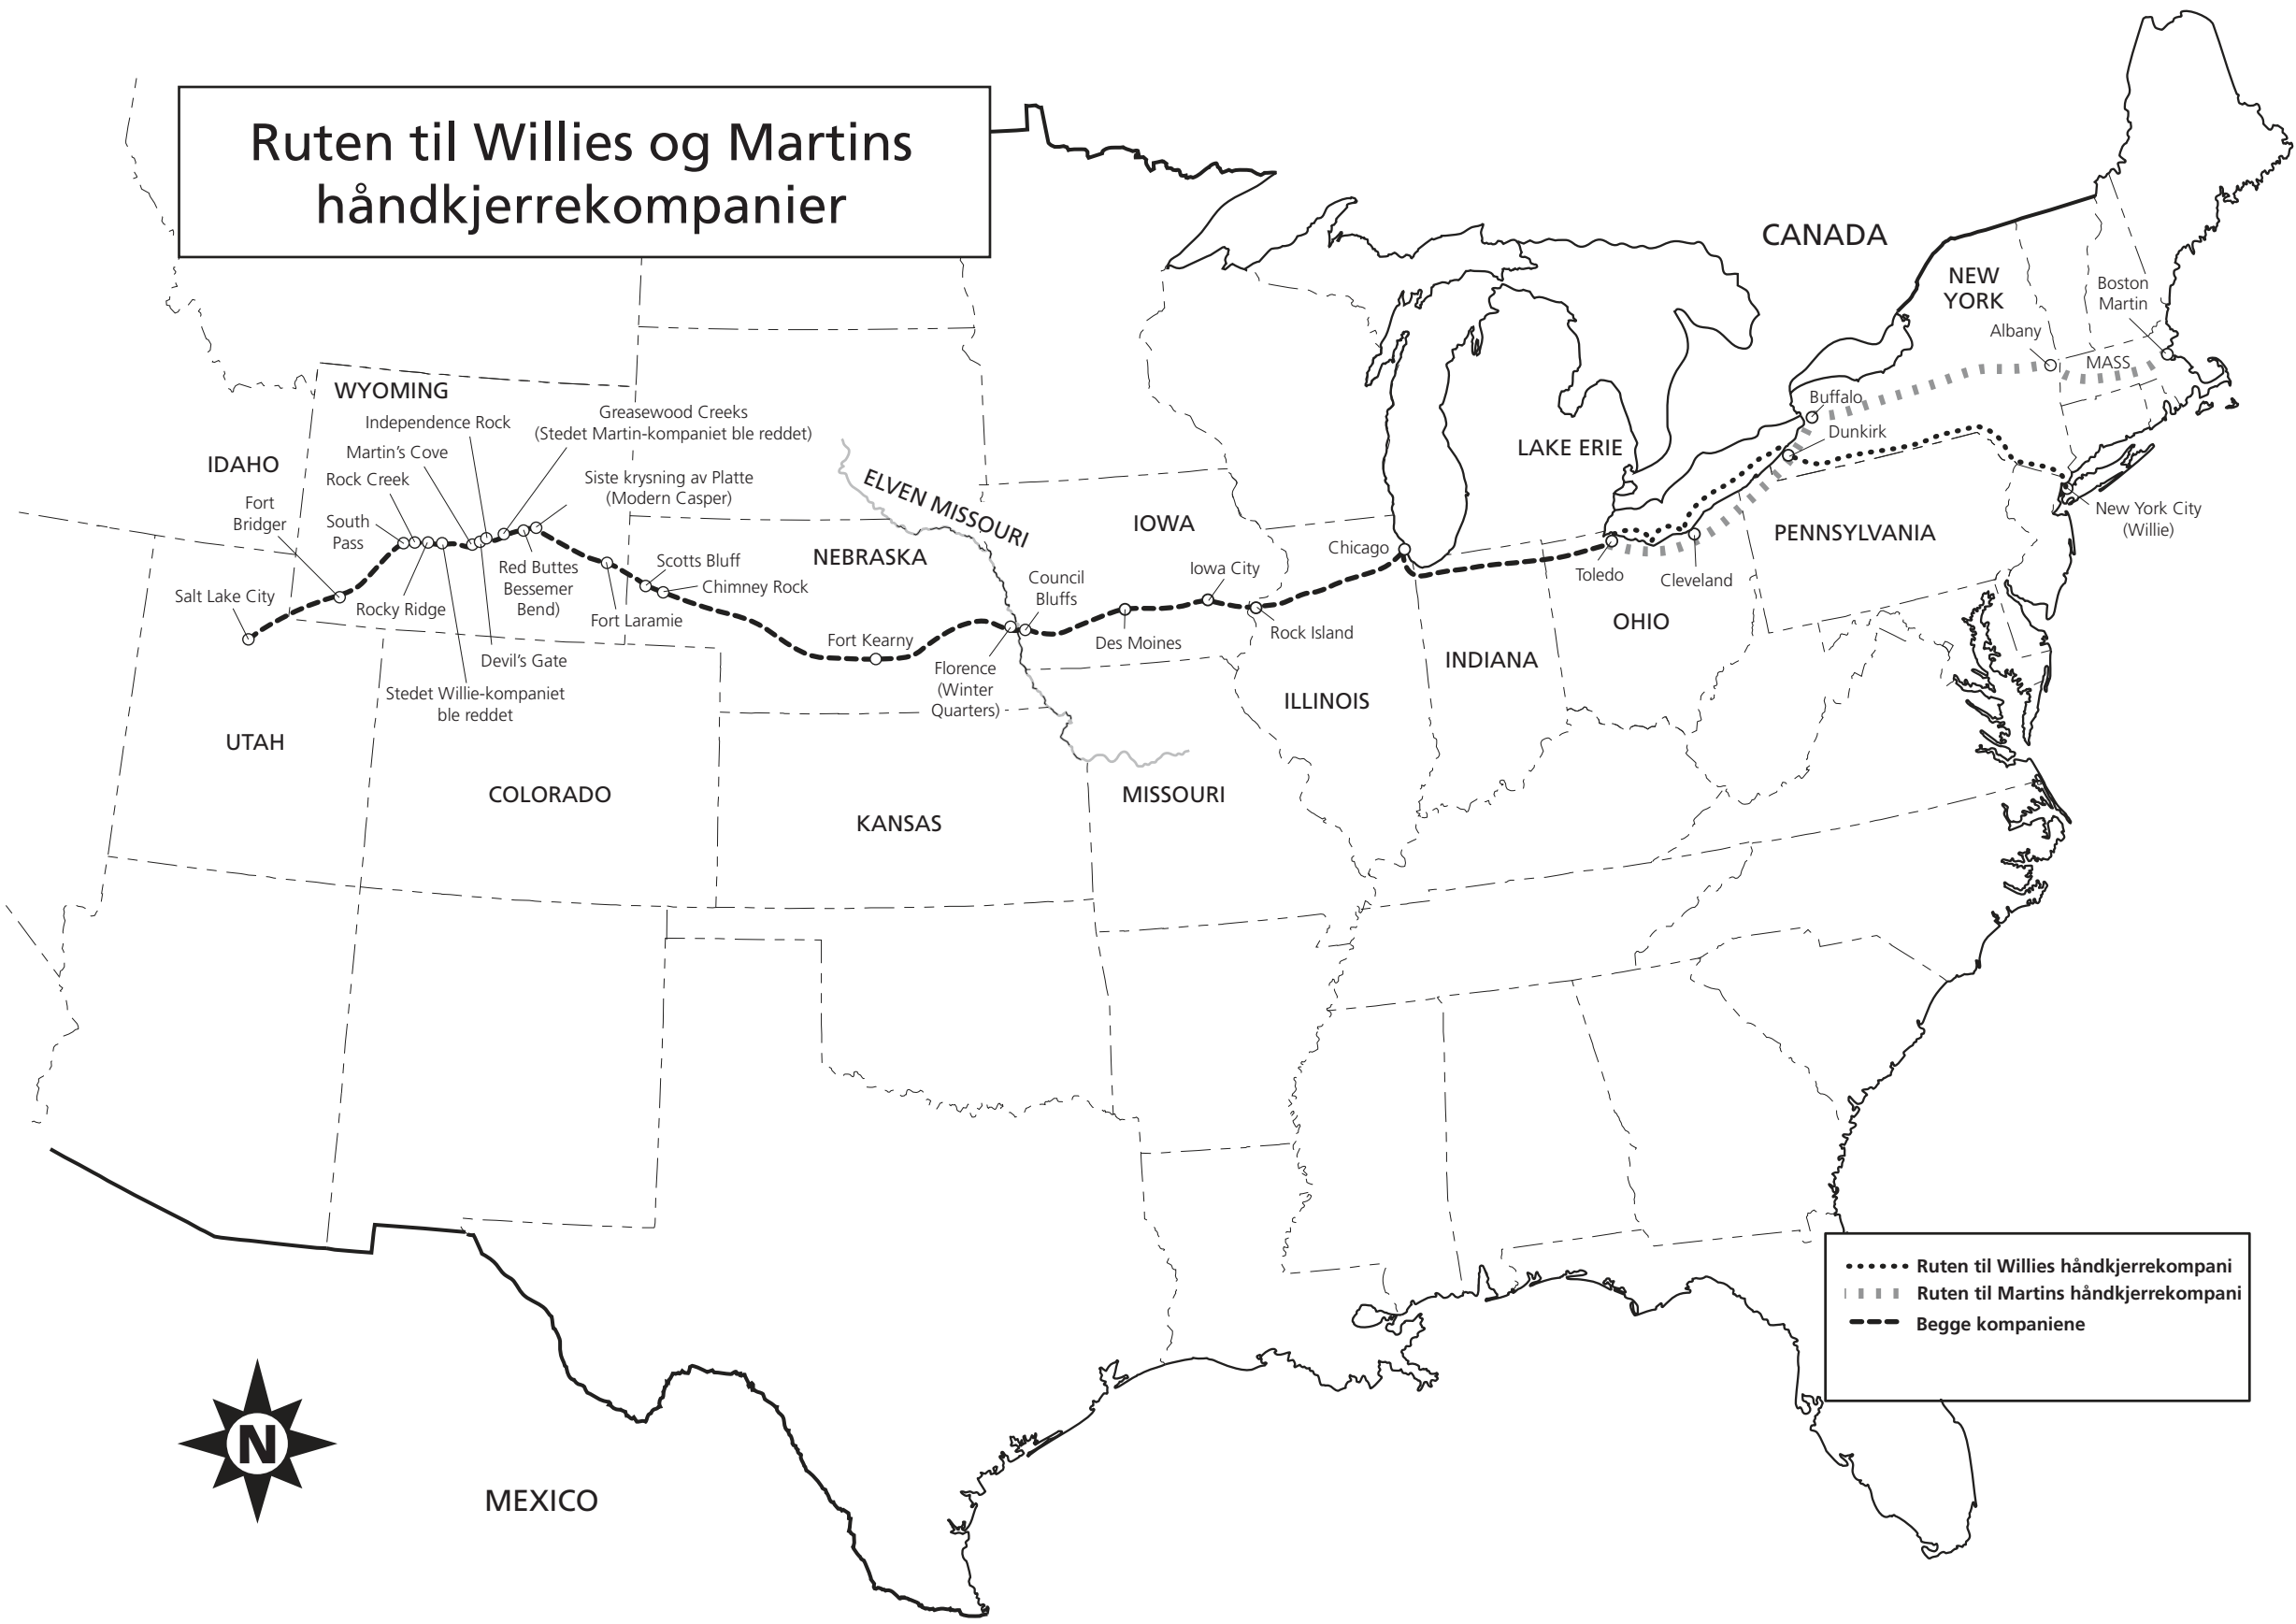 Ruten til Willies og Martins
håndkjerrekompanier
CANADA
NEW
YORK
Boston
Martin
Albany
MASS
WYOMING
Independence Rock
Greasewood Creeks
(Stedet Martin-kompaniet ble reddet)
Martin’s Cove
IDAHO
Rock Creek
Siste krysning av Platte
(Modern Casper)
Fort
Bridger
South
Pass
ELVEN MISSOURI
LAKE ERIE
Buffalo
Dunkirk
IOWA
NEBRASKA
PENNSYLVANIA
New York City
(Willie)
Chicago
Scotts Bluff
Chimney Rock
Red Buttes
Bessemer
Bend)
Council
Bluffs
Iowa City
Toledo
Cleveland
Salt Lake City
Rocky Ridge
Fort Laramie
Fort Kearny
Des Moines
Rock Island
OHIO
Devil’s Gate
Florence
(Winter
Quarters)
INDIANA
Stedet Willie-kompaniet
ble reddet
ILLINOIS
UTAH
COLORADO
KANSAS
MISSOURI
Ruten til Willies håndkjerrekompani
Ruten til Martins håndkjerrekompani
Begge kompaniene
N
MEXICO